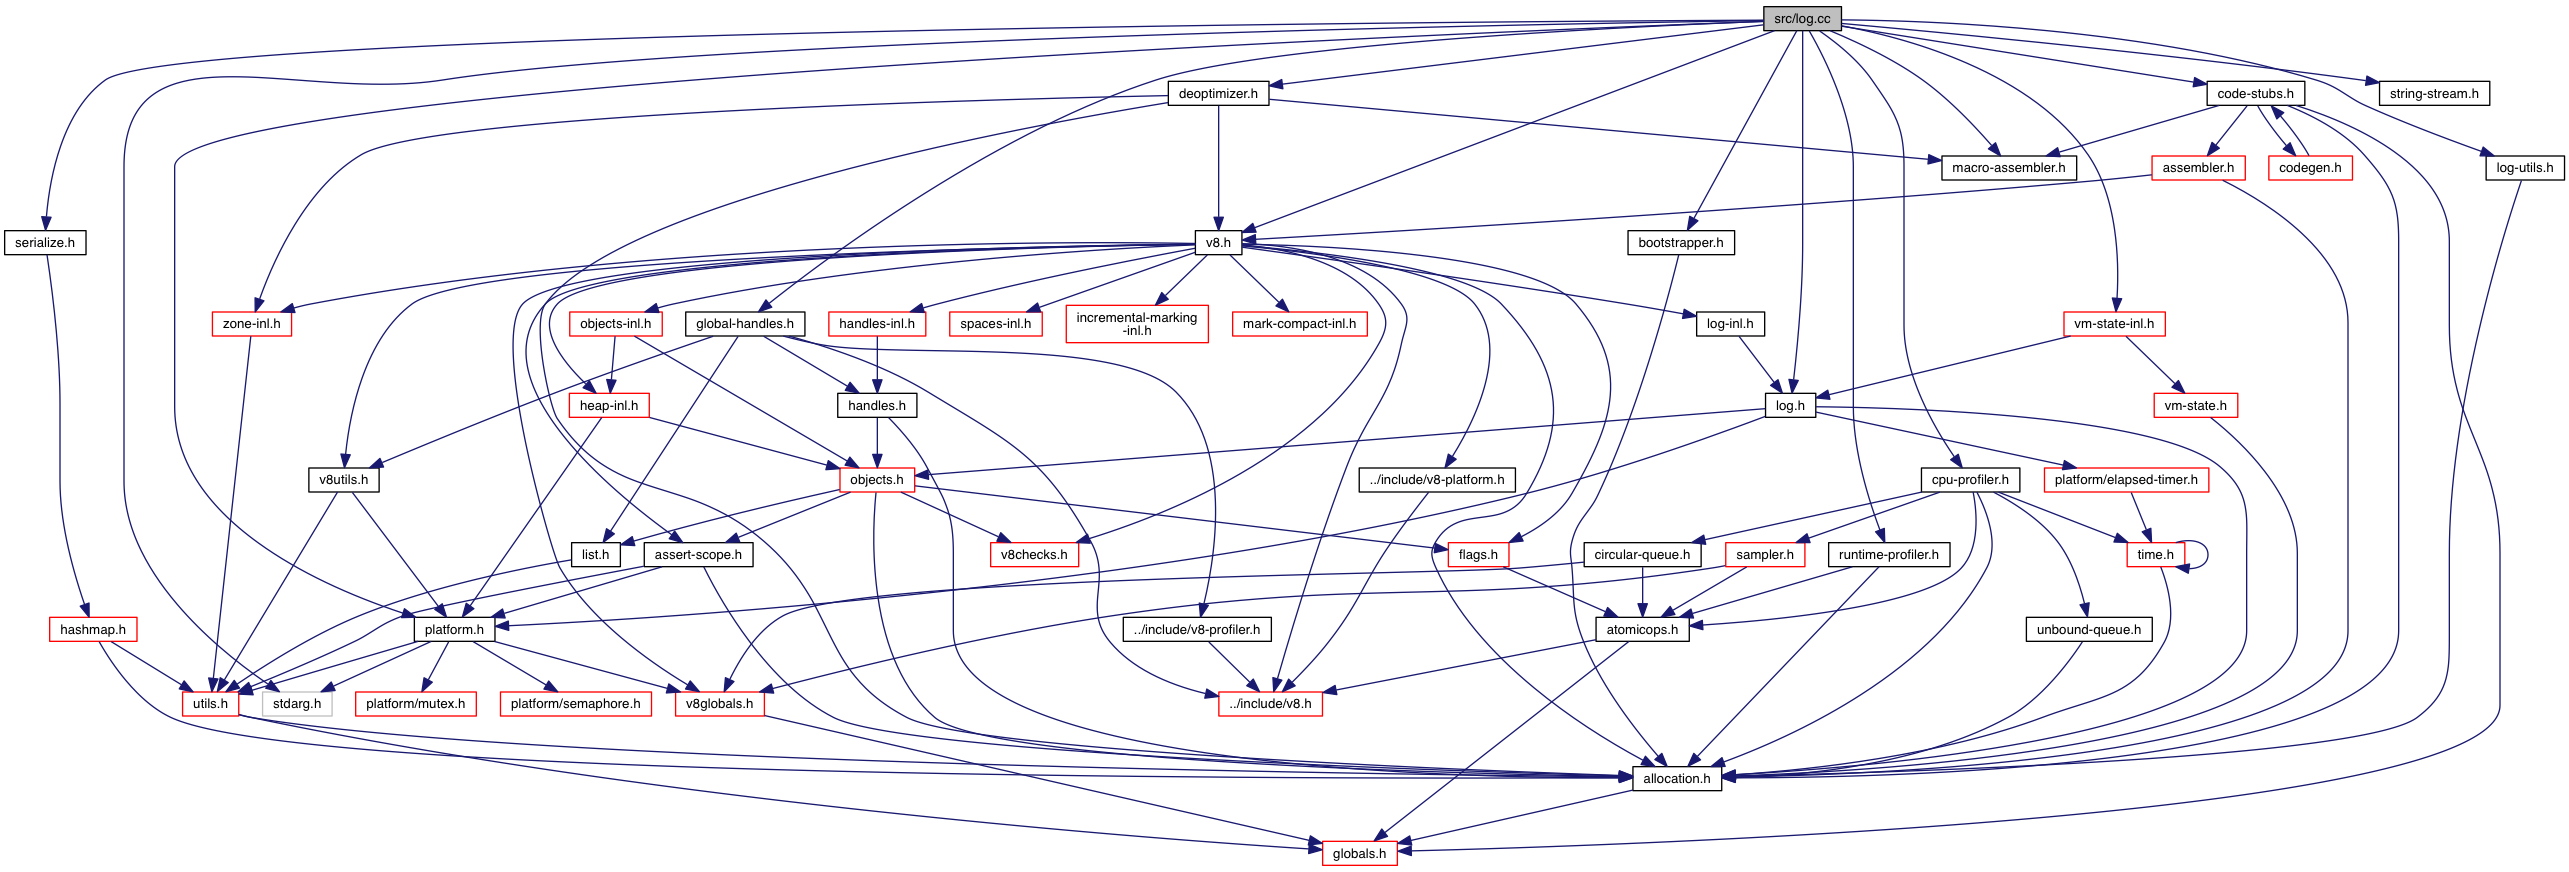 src/log.cc
deoptimizer.h
code-stubs.h
string-stream.h
macro-assembler.h
assembler.h
codegen.h
log-utils.h
serialize.h
v8.h
bootstrapper.h
zone-inl.h
objects-inl.h
global-handles.h
handles-inl.h
spaces-inl.h
incremental-marking
-inl.h
mark-compact-inl.h
log-inl.h
vm-state-inl.h
heap-inl.h
handles.h
log.h
vm-state.h
v8utils.h
objects.h
../include/v8-platform.h
cpu-profiler.h
platform/elapsed-timer.h
list.h
assert-scope.h
v8checks.h
flags.h
circular-queue.h
sampler.h
runtime-profiler.h
time.h
hashmap.h
platform.h
../include/v8-profiler.h
atomicops.h
unbound-queue.h
utils.h
stdarg.h
platform/mutex.h
platform/semaphore.h
v8globals.h
../include/v8.h
allocation.h
globals.h